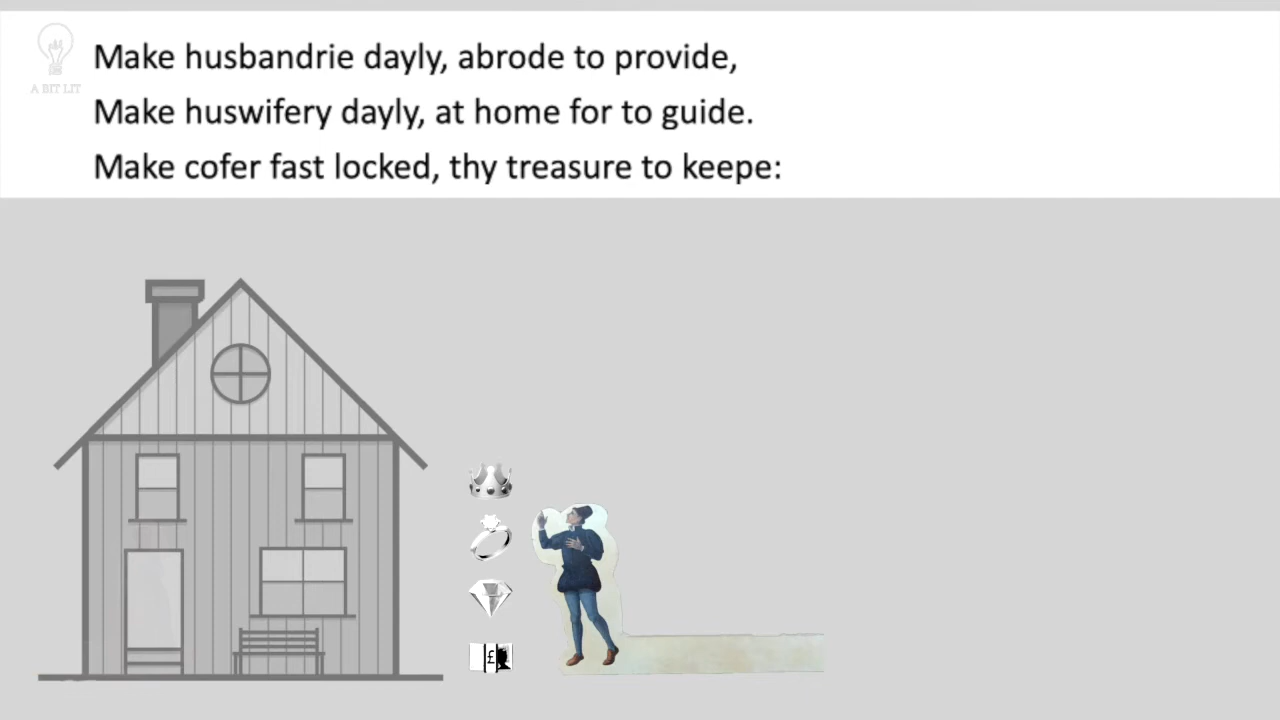 A BIT LIT
Make husbandrie dayly, abrode to provide,
Make huswifery dayly, at home for to guide.
Make cofer fast locked, thy treasure to keepe:
£